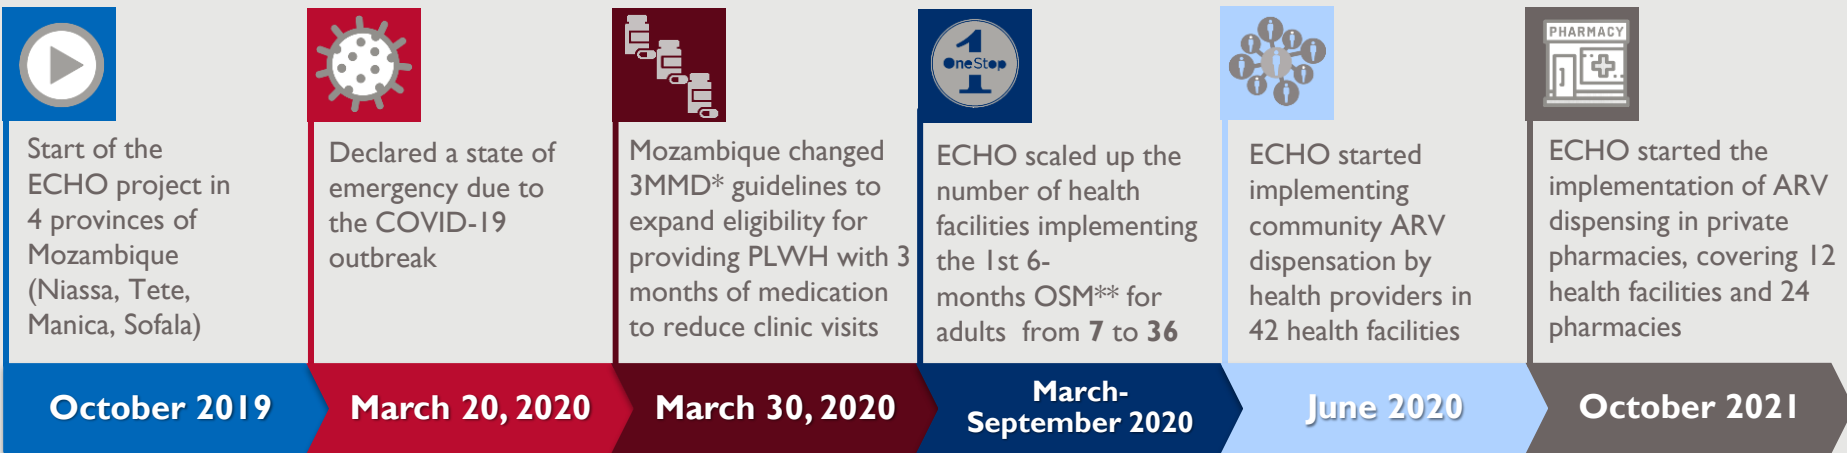 Start of the
ECHO project in
4 provinces of
Mozambique
(Niassa, Tete,
Manica, Sofala)
October 2019
Declared a state of
emergency due to
the COVID-19
outbreak
March 20, 2020
Mozambique changed
3MMD* guidelines to
expand eligibility for
providing PLWH with 3
months of medication
to reduce clinic visits
March 30, 2020
1
OneStop
ECHO scaled up the
number of health
facilities implementing
the 1st 6-
months OSM** for
adults from 7 to 36
March-
September 2020
ECHO started
implementing
community ARV
dispensation by
health providers in
42 health facilities
June 2020
PHARMACY
ECHO started the
implementation of ARV
dispensing in private
pharmacies, covering 12
health facilities and 24
pharmacies
October 2021